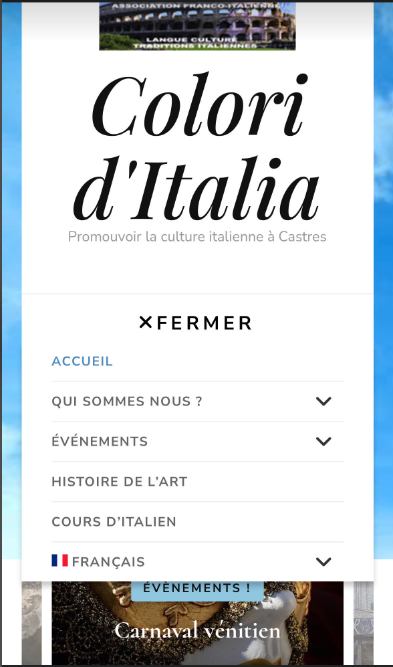 ASSOCIATION FRANCO-ITALIENNE
LANGUE CULTURE
TRADITIONS ITALIENNES
Colori
d'Italia
Promouvoir la culture italienne à Castres
✕FERMER
ACCUEIL
QUI SOMMES NOUS ?
ÉVÉNEMENTS
HISTOIRE DE L’ART
COURS D’ITALIEN
FRANÇAIS
ÉVÈNEMENTS !
Carnaval vénitien